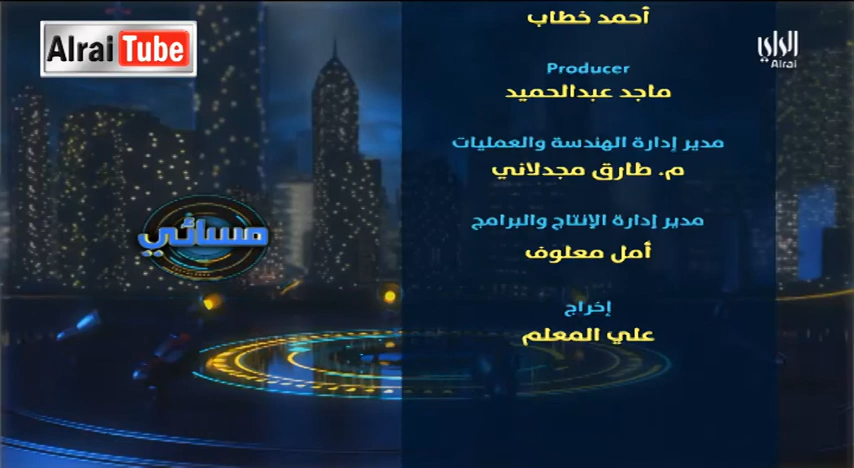 Alrai Tube
الراي
Alrai
أحمد خطاب
Producer
ماجد عبدالحميد
مدير إدارة الهندسة والعمليات
م. طارق مجدلاني
مدير إدارة الإنتاج والبرامج
أمل معلوف
إخراج
علي المعلم
مسائي